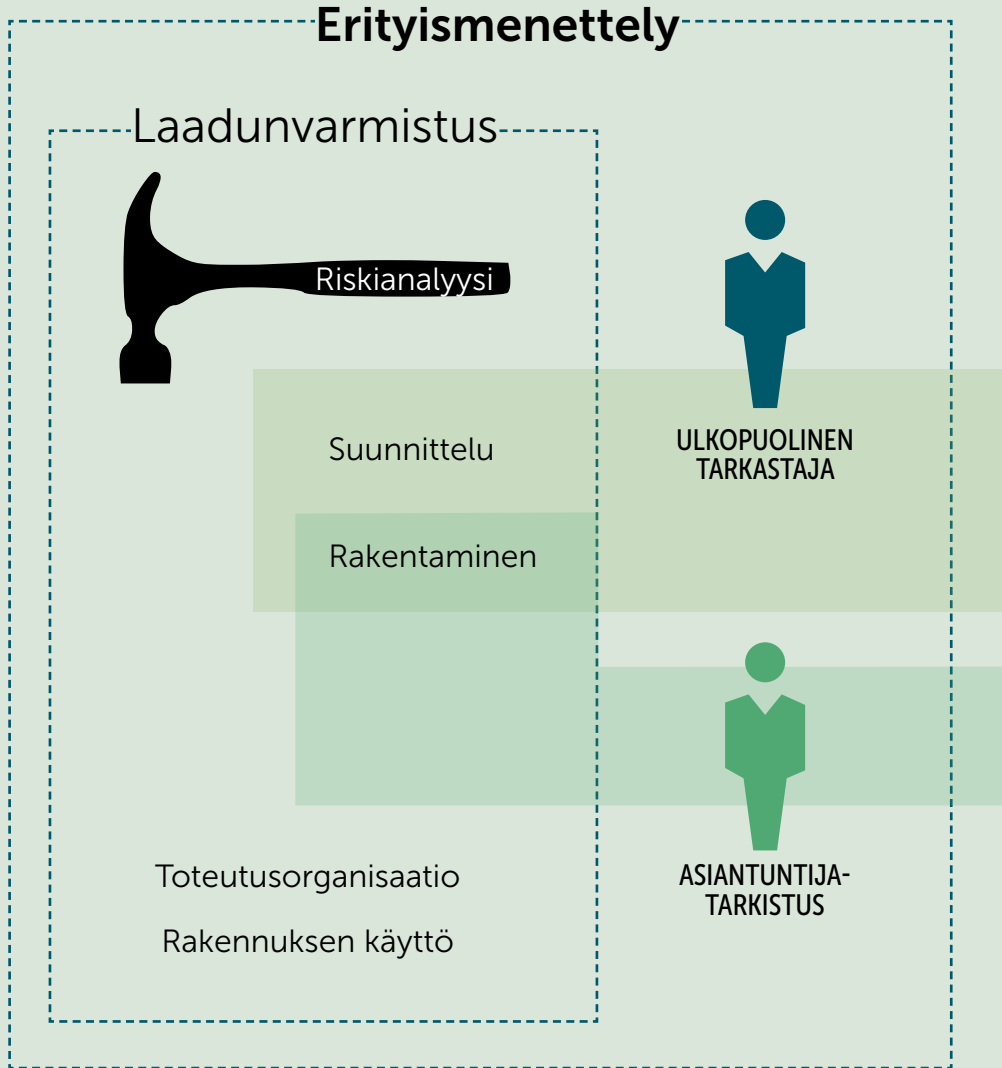 Erityismenettely
Laadunvarmistus
Riskianalyysi
Suunnittelu
ULKOPUOLINEN
TARKASTAJA
Rakentaminen
Toteutusorganisaatio
ASIANTUNTIJA-
TARKISTUS
Rakennuksen käyttö